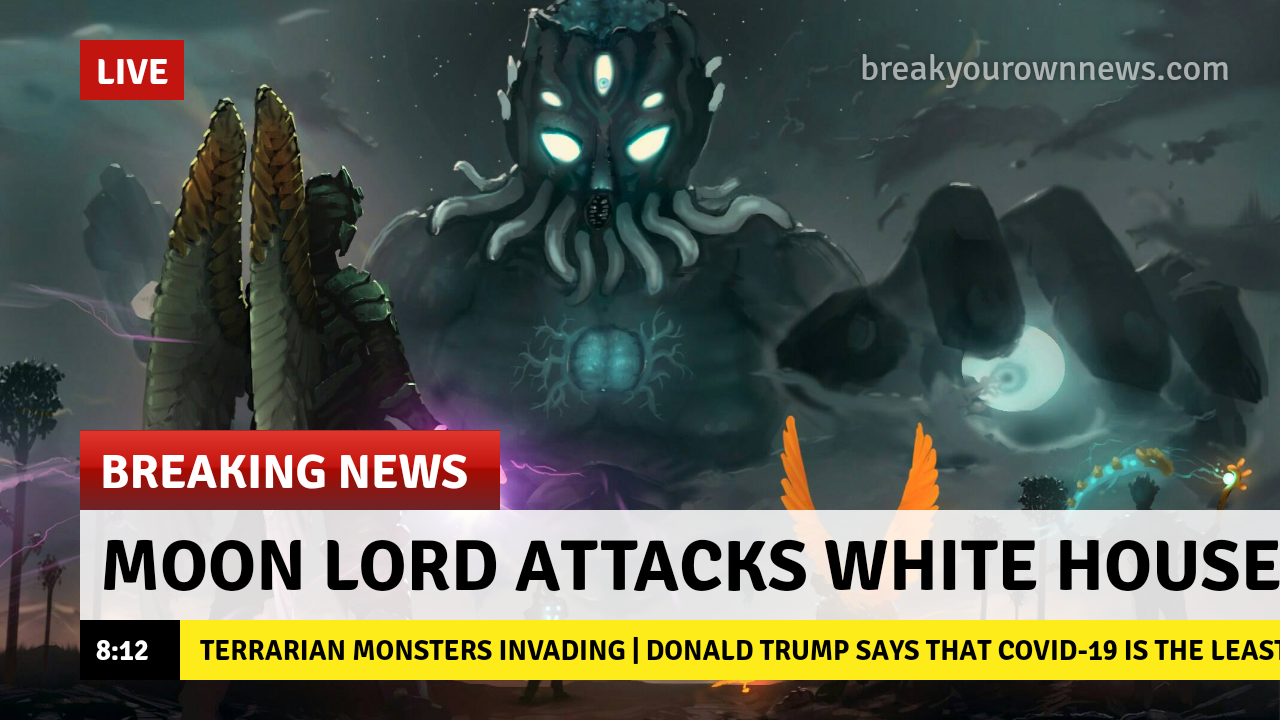 LIVE
breakyourownnews.com
BREAKING NEWS
MOON LORD ATTACKS WHITE HOUSE
8:12
TERRARIAN MONSTERS INVADING | DONALD TRUMP SAYS THAT COVID-19 IS THE LEAST